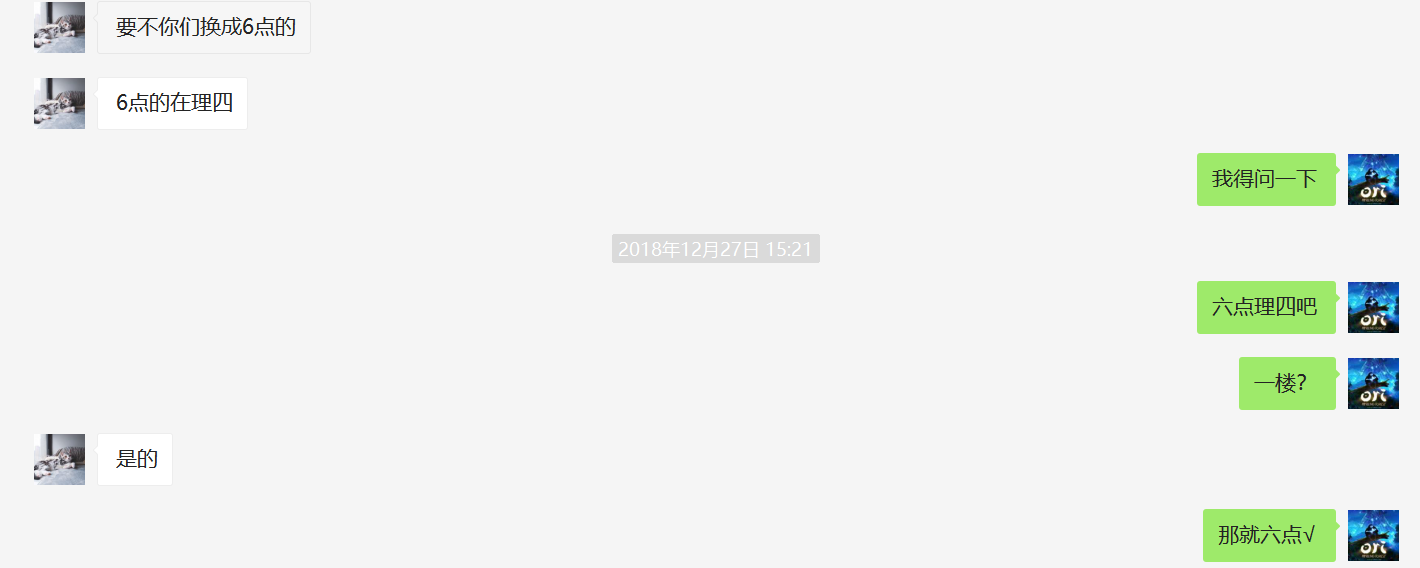 要不你们换成6点的
6点的在理四
我得问一下
2018年12月27日 15:21
六点理四吧
一楼?
是的
那就六点√